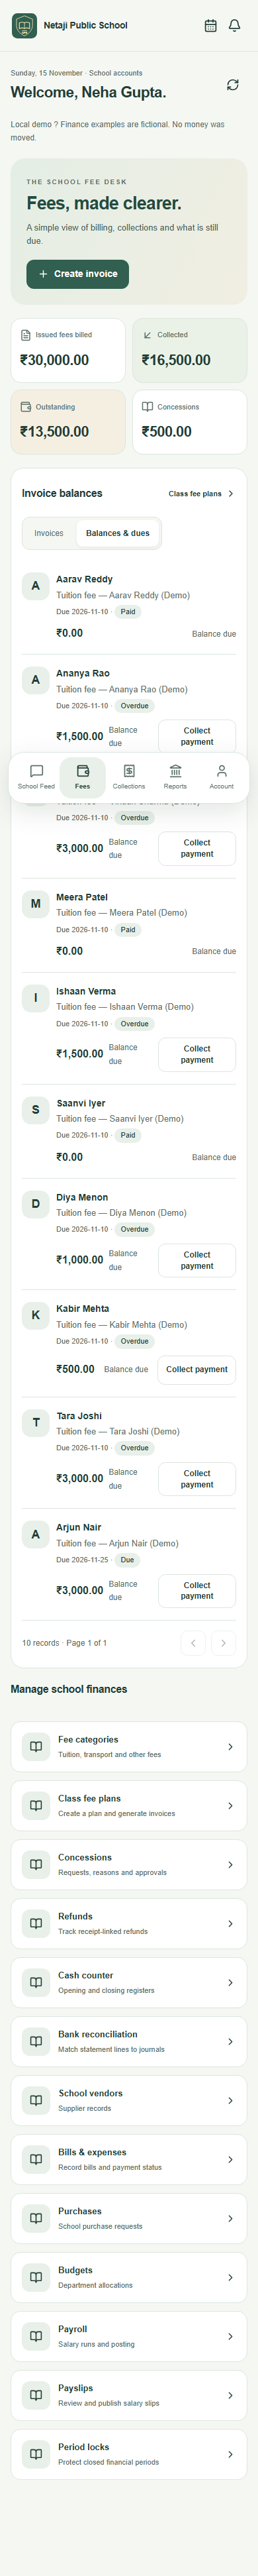 Netaji Public School
Sunday, 15 November · School accounts
Welcome, Neha Gupta.
Local demo ? Finance examples are fictional. No money was
moved.
THE SCHOOL FEE DESK
Fees, made clearer.
A simple view of billing, collections and what is still
due.
Create invoice
Issued fees billed
₹30,000.00
Collected
₹16,500.00
Outstanding
₹13,500.00
Concessions
₹500.00
Invoice balances
Class fee plans
Invoices
Balances & dues
A
Aarav Reddy
Tuition fee — Aarav Reddy (Demo)
Due 2026-11-10 · Paid
₹0.00
Balance due
A
Ananya Rao
Tuition fee — Ananya Rao (Demo)
Due 2026-11-10 · Overdue
₹1,500.00
Balance
due
Collect
payment
School Feed
Fees
Collections
Reports
Account
Due 2026-11-10 · Overdue
₹3,000.00
Balance
due
Collect
payment
M
Meera Patel
Tuition fee — Meera Patel (Demo)
Due 2026-11-10 · Paid
₹0.00
Balance due
I
Ishaan Verma
Tuition fee — Ishaan Verma (Demo)
Due 2026-11-10 · Overdue
₹1,500.00
Balance
due
Collect
payment
S
Saanvi Iyer
Tuition fee — Saanvi Iyer (Demo)
Due 2026-11-10 · Paid
₹0.00
Balance due
D
Diya Menon
Tuition fee — Diya Menon (Demo)
Due 2026-11-10 · Overdue
₹1,000.00
Balance
due
Collect
payment
K
Kabir Mehta
Tuition fee — Kabir Mehta (Demo)
Due 2026-11-10 · Overdue
₹500.00
Balance due
Collect payment
T
Tara Joshi
Tuition fee — Tara Joshi (Demo)
Due 2026-11-10 · Overdue
₹3,000.00
Balance
due
Collect
payment
A
Arjun Nair
Tuition fee — Arjun Nair (Demo)
Due 2026-11-25 · Due
₹3,000.00
Balance
due
Collect
payment
10 records · Page 1 of 1
Manage school finances
Fee categories
Tuition, transport and other fees
Class fee plans
Create a plan and generate invoices
Concessions
Requests, reasons and approvals
Refunds
Track receipt-linked refunds
Cash counter
Opening and closing registers
Bank reconciliation
Match statement lines to journals
School vendors
Supplier records
Bills & expenses
Record bills and payment status
Purchases
School purchase requests
Budgets
Department allocations
Payroll
Salary runs and posting
Payslips
Review and publish salary slips
Period locks
Protect closed financial periods